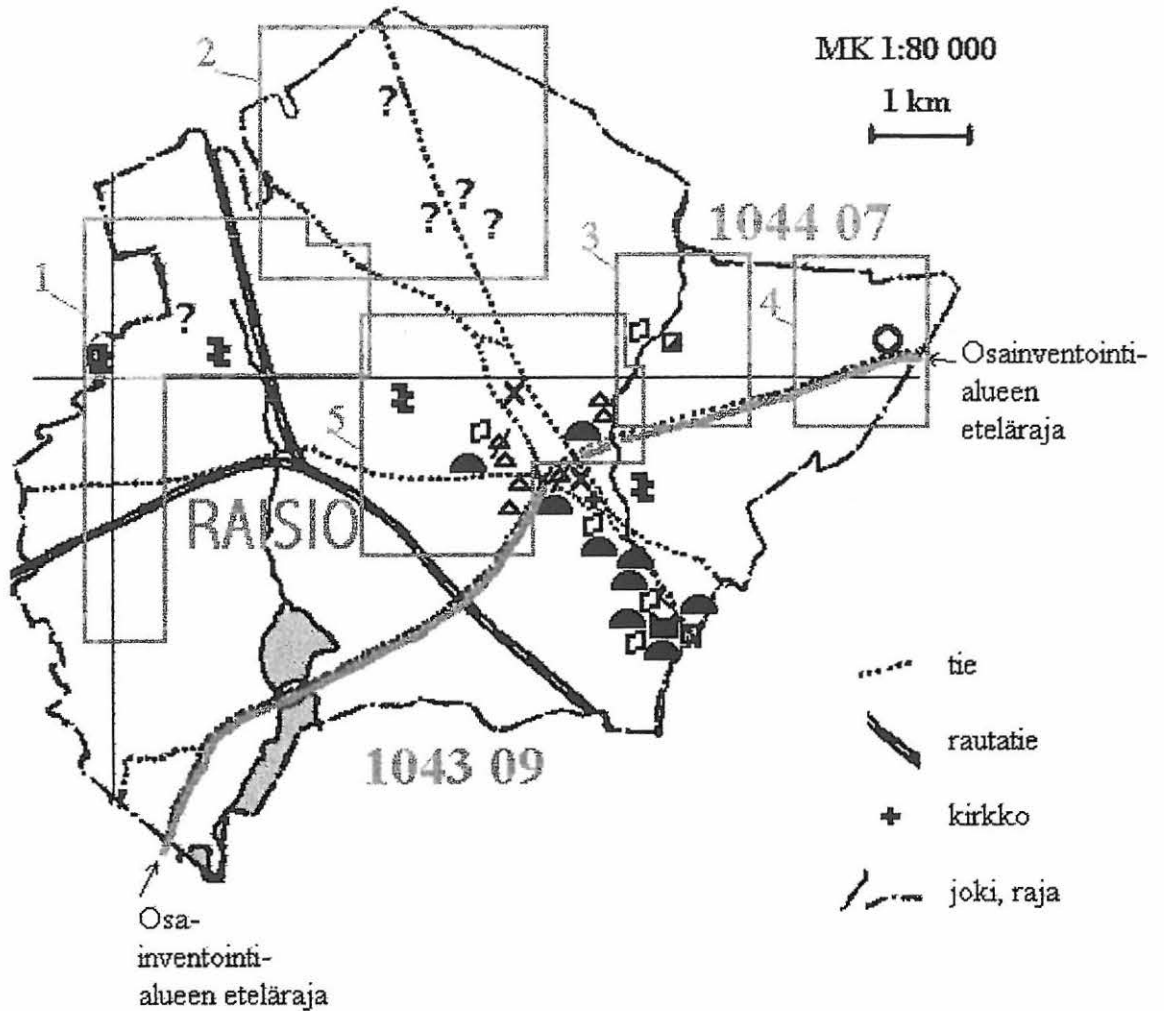 MK 1:80 000
1 km
2
?
?
?
?
1044 07
3
1
4
?
Osainventointi-
alueen
eteläraja
5
RAISIO
1043 09
tie
rautatie
kirkko
joki, raja
Osa-
inventointi-
alueen eteläraja